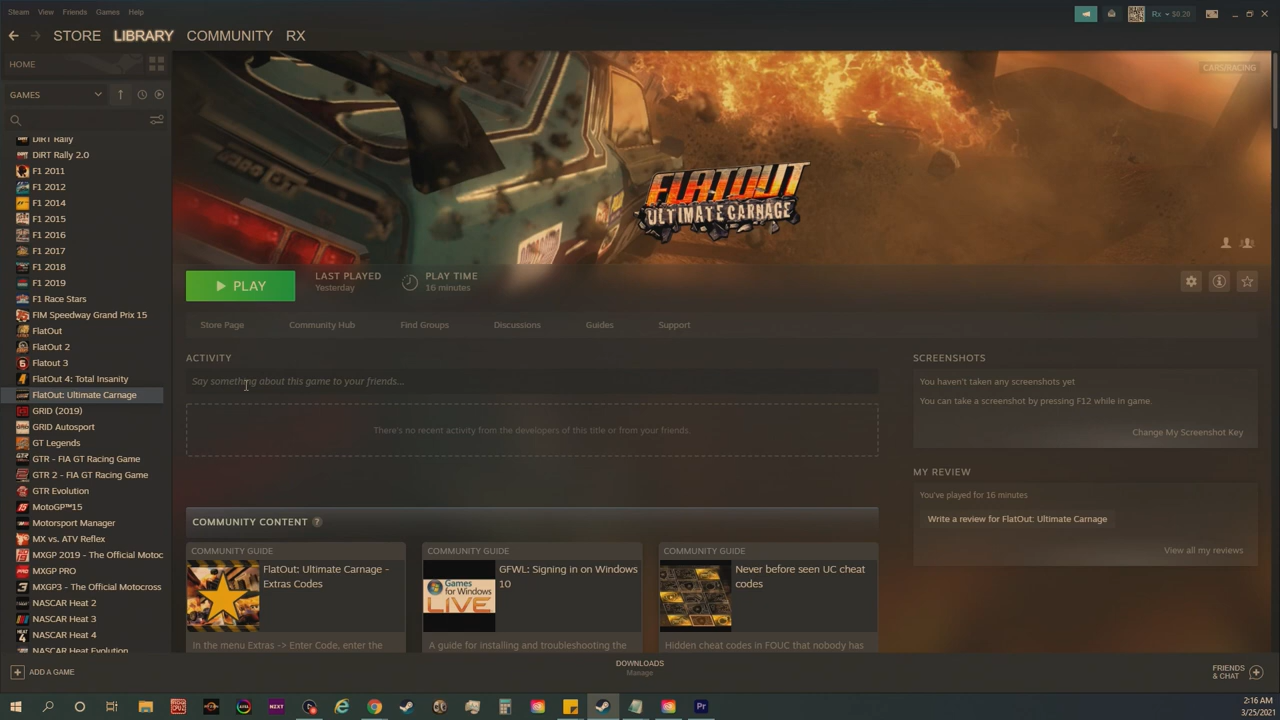 Steam View Friends Games Help
Rx $0.20
STORE LIBRARY COMMUNITY RX
HOME
GAMES
DiRT Rally
DiRT Rally 2.0
F1 2011
F1 2012
F1 2014
F1 2015
F1 2016
F1 2017
F1 2018
F1 2019
F1 Race Stars
FIM Speedway Grand Prix 15
FlatOut
FlatOut 2
Flatout 3
FlatOut 4: Total Insanity
FlatOut: Ultimate Carnage
GRID (2019)
GRID Autosport
GT Legends
GTR - FIA GT Racing Game
GTR 2 - FIA GT Racing Game
GTR Evolution
MotoGP™15
Motorsport Manager
MX vs. ATV Reflex
MXGP 2019 - The Official Motoc
MXGP PRO
MXGP3 - The Official Motocross
NASCAR Heat 2
NASCAR Heat 3
NASCAR Heat 4
NASCAR Heat Evolution
ADD A GAME
CARS/RACING
FLATOUT
ULTIMATE CARNAGE
PLAY
LAST PLAYED
Yesterday
PLAY TIME
16 minutes
Store Page Community Hub Find Groups Discussions Guides Support
ACTIVITY
Say something about this game to your friends...
There's no recent activity from the developers of this title or from your friends.
SCREENSHOTS
You haven't taken any screenshots yet
You can take a screenshot by pressing F12 while in game.
Change My Screenshot Key
MY REVIEW
You've played for 16 minutes
Write a review for FlatOut: Ultimate Carnage
View all my reviews
COMMUNITY CONTENT ?
COMMUNITY GUIDE
FlatOut: Ultimate Carnage -
Extras Codes
In the menu Extras -> Enter Code, enter the
COMMUNITY GUIDE
Games for Windows
LIVE
GFWL: Signing in on Windows
10
A guide for installing and troubleshooting the
COMMUNITY GUIDE
Never before seen UC cheat
codes
Hidden cheat codes in FOUC that nobody has
DOWNLOADS
Manage
FRIENDS
& CHAT
NZXT
Pr
2:16 AM
3/25/2021